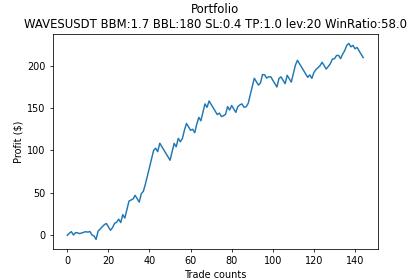 Portfolio
WAVESUSDT BBM:1.7 BBL:180 SL:0.4 TP:1.0 lev:20 WinRatio:58.0
Profit ($)
200
150
100
50
0
0 20 40 60 80 100 120 140
Trade counts